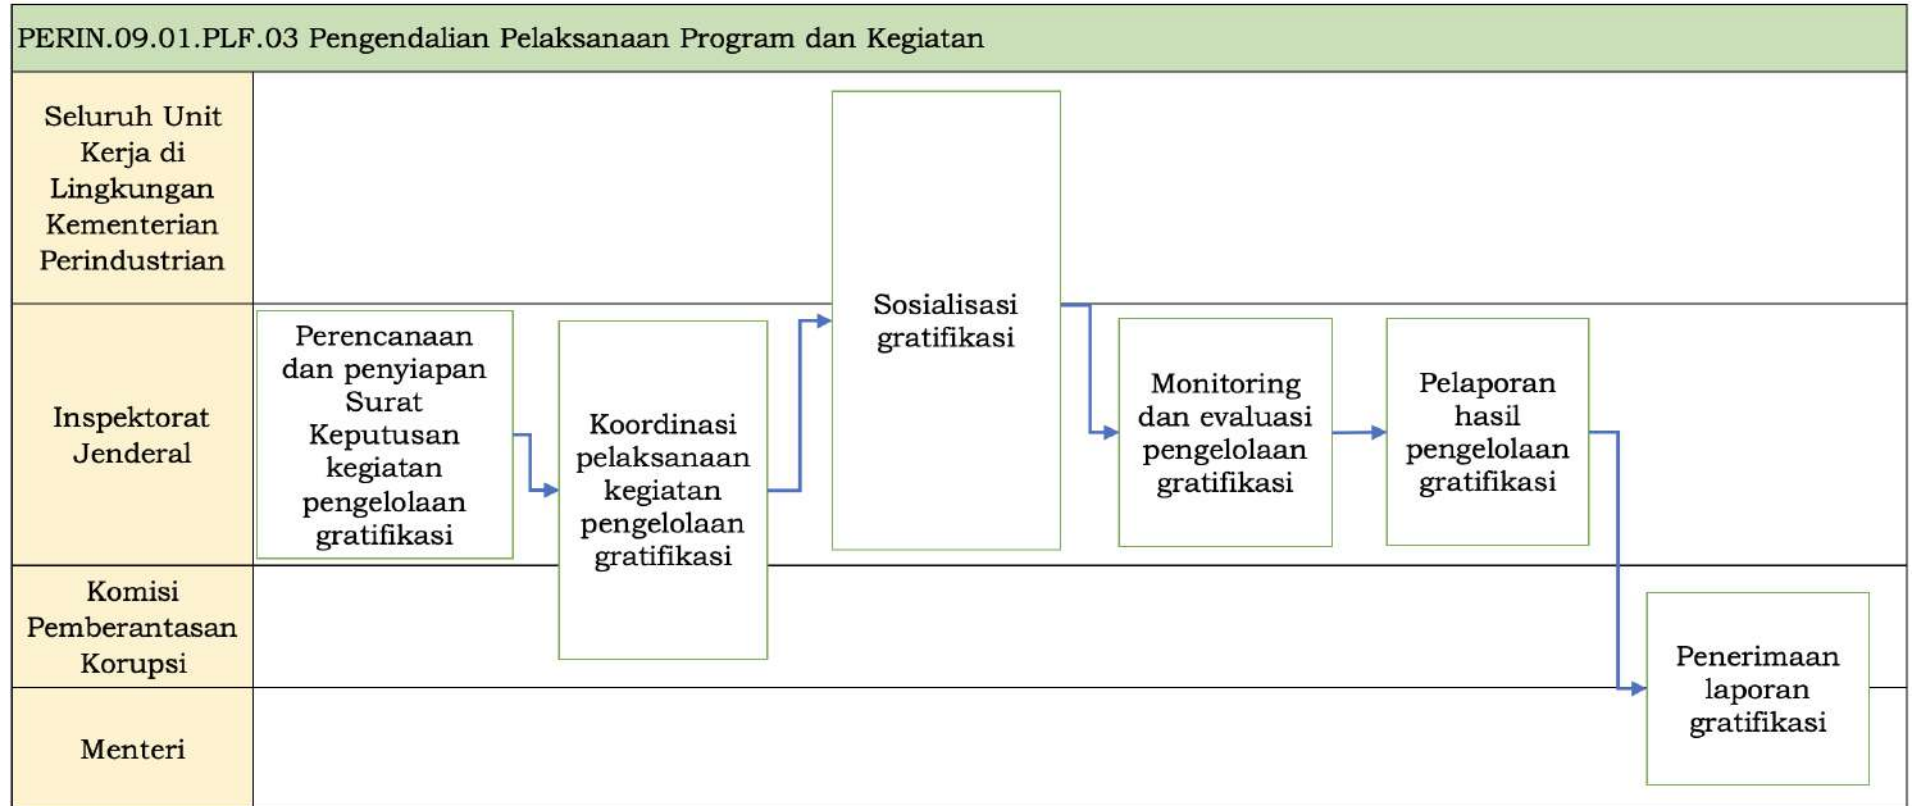 PERIN.09.01.PLF.03 Pengendalian Pelaksanaan Program dan Kegiatan
Seluruh Unit
Kerja di
Lingkungan
Kementerian
Perindustrian
Inspektorat
Jenderal
Komisi
Pemberantasan
Korupsi
Menteri
Perencanaan
dan penyiapan
Surat
Keputusan
kegiatan
pengelolaan
gratifikasi
Koordinasi
pelaksanaan
kegiatan
pengelolaan
gratifikasi
Sosialisasi
gratifikasi
Monitoring
dan evaluasi
pengelolaan
gratifikasi
Pelaporan
hasil
pengelolaan
gratifikasi
Penerimaan
laporan
gratifikasi